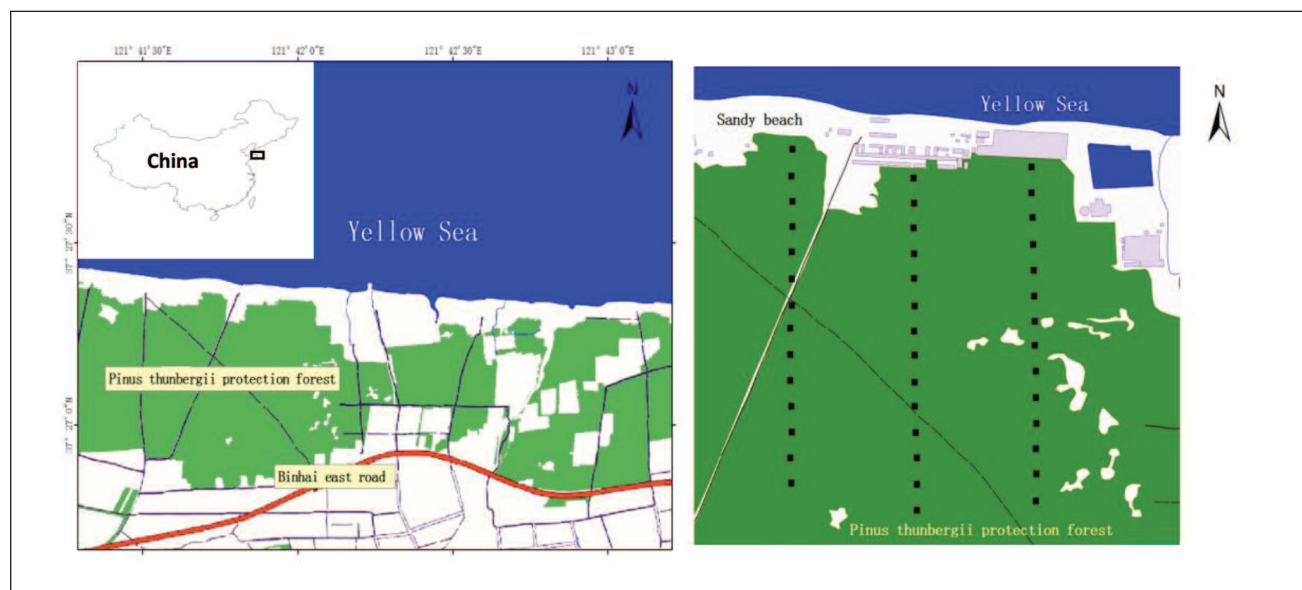 121° 41′30″E
121° 42′0″E
121° 42′30″E
121° 43′0″E
N
China
Yellow Sea
37° 27′30″N
Pinus thunbergii protection forest
37° 27′0″N
Binhai east road
N
Yellow Sea
Sandy beach
Pinus thunbergii protection forest